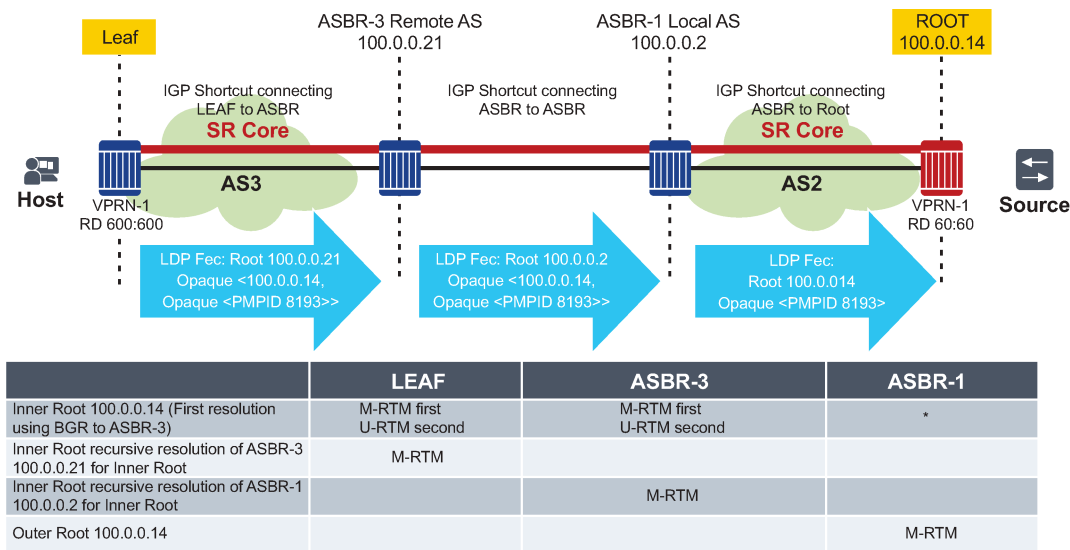 Leaf
ASBR-3 Remote AS
100.0.0.21
ASBR-1 Local AS
100.0.0.2
ROOT
100.0.0.14
IGP Shortcut connecting
LEAF to ASBR
IGP Shortcut connecting
ASBR to ASBR
IGP Shortcut connecting
ASBR to Root
SR Core
SR Core
AS3
AS2
Host
Source
VPRN-1
RD 600:600
VPRN-1
RD 60:60
LDP Fec: Root 100.0.0.21
Opaque <100.0.0.14,
Opaque <PMPID 8193>>
LDP Fec: Root 100.0.0.2
Opaque <100.0.0.14,
Opaque <PMPID 8193>>
LDP Fec:
Root 100.0.014
Opaque <PMPID 8193>
LEAF
ASBR-3
ASBR-1
Inner Root 100.0.0.14 (First resolution
using BGR to ASBR-3)
M-RTM first
U-RTM second
M-RTM first
U-RTM second
*
Inner Root recursive resolution of ASBR-3
100.0.0.21 for Inner Root
M-RTM
Inner Root recursive resolution of ASBR-1
100.0.0.2 for Inner Root
M-RTM
Outer Root 100.0.0.14
M-RTM